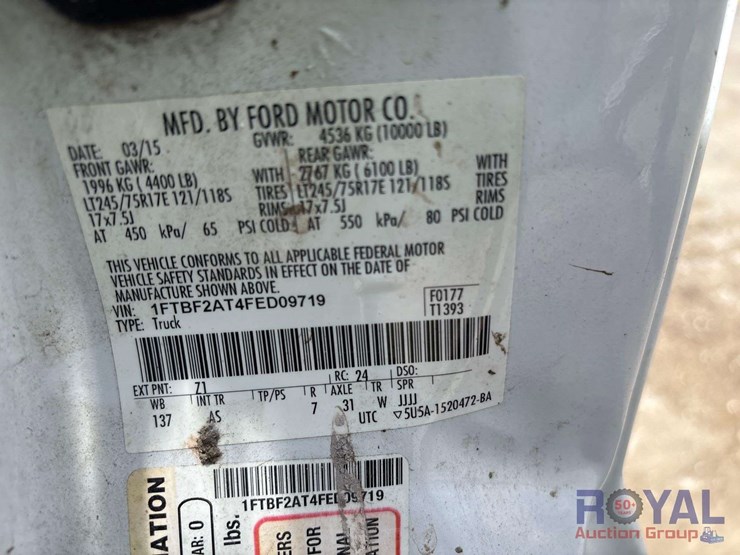 MFD. BY FORD MOTOR CO.
DATE: 03/15 GVWR: 4536 KG (10000 LB)
FRONT GAWR: REAR GAWR:
1996 KG ( 4400 LB) WITH 2767 KG ( 6100 LB) WITH
LT245/75R17E 121/118S TIRES LT245/75R17E 121/118S TIRES
17x7.5J RIMS 17x7.5J RIMS
AT 450 kPa/ 65 PSI COLD AT 550 kPa/ 80 PSI COLD
THIS VEHICLE CONFORMS TO ALL APPLICABLE FEDERAL MOTOR
VEHICLE SAFETY STANDARDS IN EFFECT ON THE DATE OF
MANUFACTURE SHOWN ABOVE.
VIN: 1FTBF2AT4FED09719 F0177
TYPE: Truck T1393
EXT PNT: Z1 RC: 24 DSO:
WB INT TR TP/PS R AXLE TR SPR
137 AS 7 31 W JJJJ
UTC ▽5U5A-1520472-BA
1FTBF2AT4FED09719
AR: 0
lbs.
ROYAL
50+
Auction Group